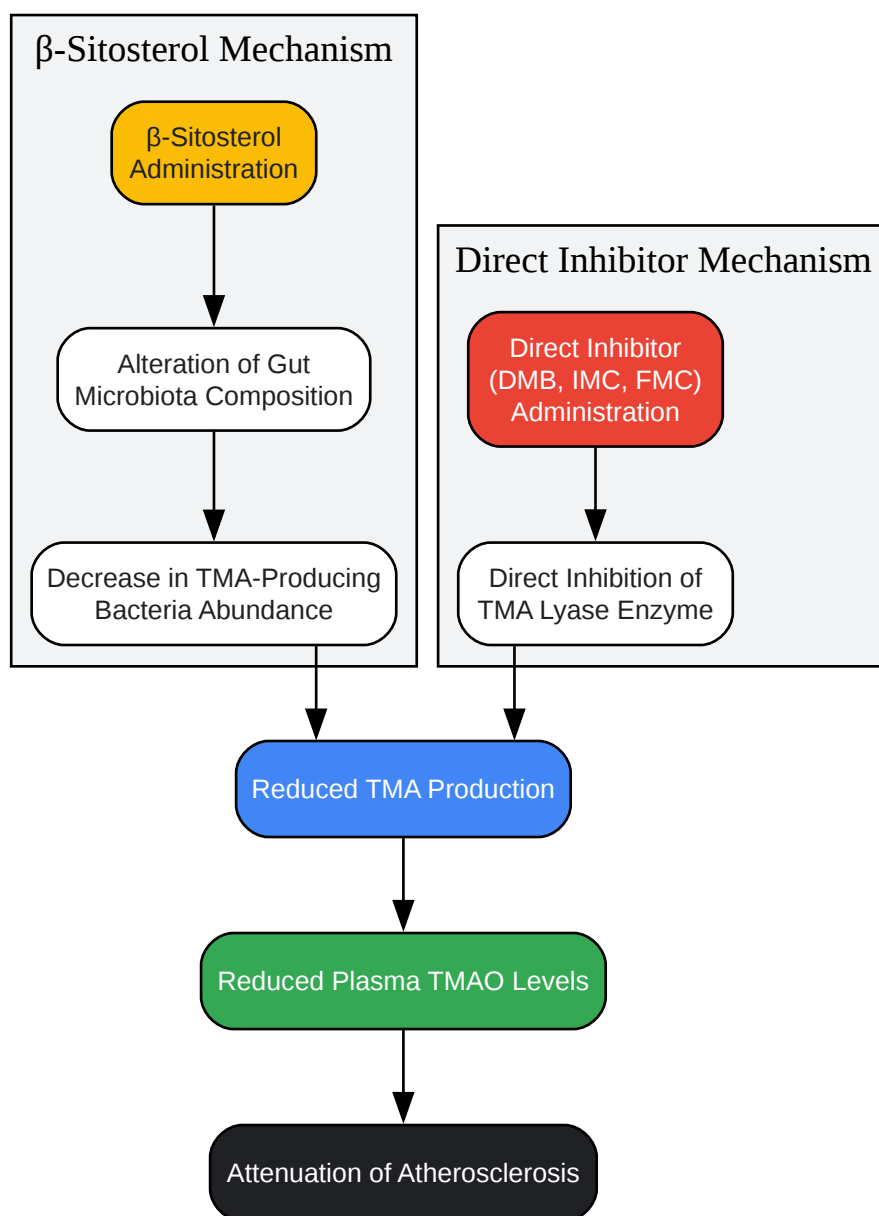 β-Sitosterol Mechanism
β-Sitosterol
Administration
Alteration of Gut
Microbiota Composition
Decrease in TMA-Producing
Bacteria Abundance
Direct Inhibitor Mechanism
Direct Inhibitor
(DMB, IMC, FMC)
Administration
Direct Inhibition of
TMA Lyase Enzyme
Reduced TMA Production
Reduced Plasma TMAO Levels
Attenuation of Atherosclerosis